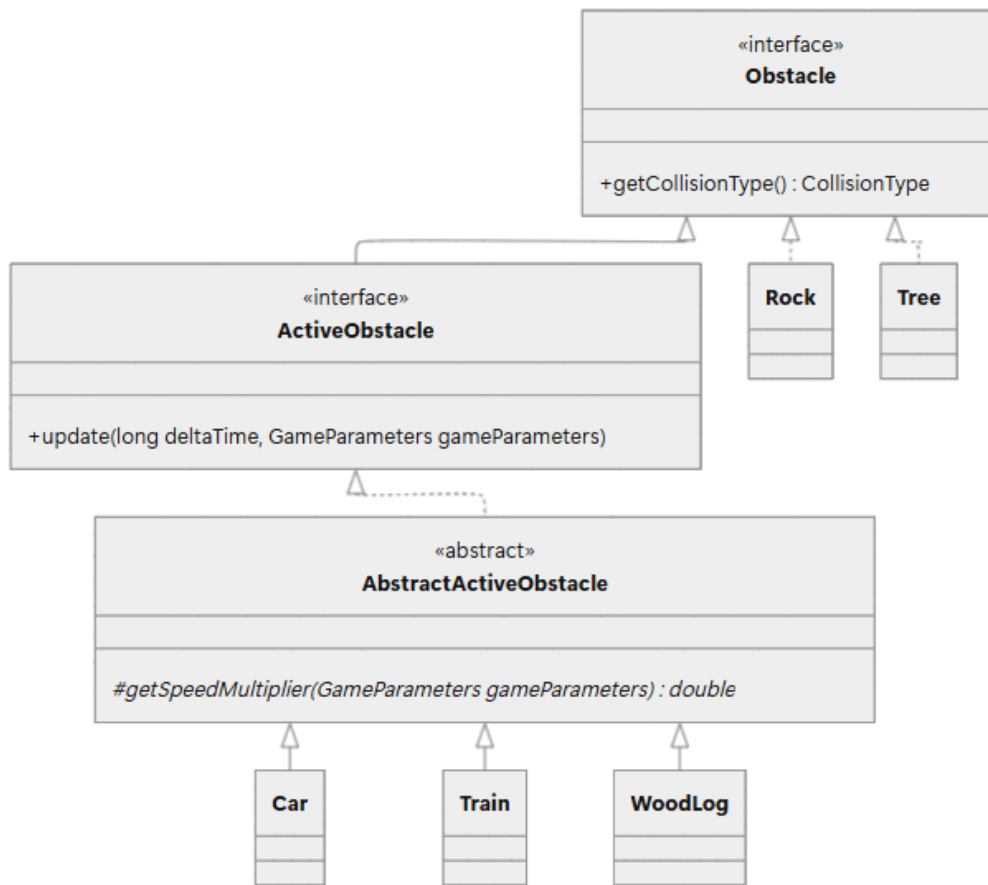 «interface»
Obstacle
+getCollisionType() : CollisionType
«interface»
ActiveObstacle
+update(long deltaTime, GameParameters gameParameters)
Rock
Tree
«abstract»
AbstractActiveObstacle
#getSpeedMultiplier(GameParameters gameParameters) : double
Car
Train
WoodLog